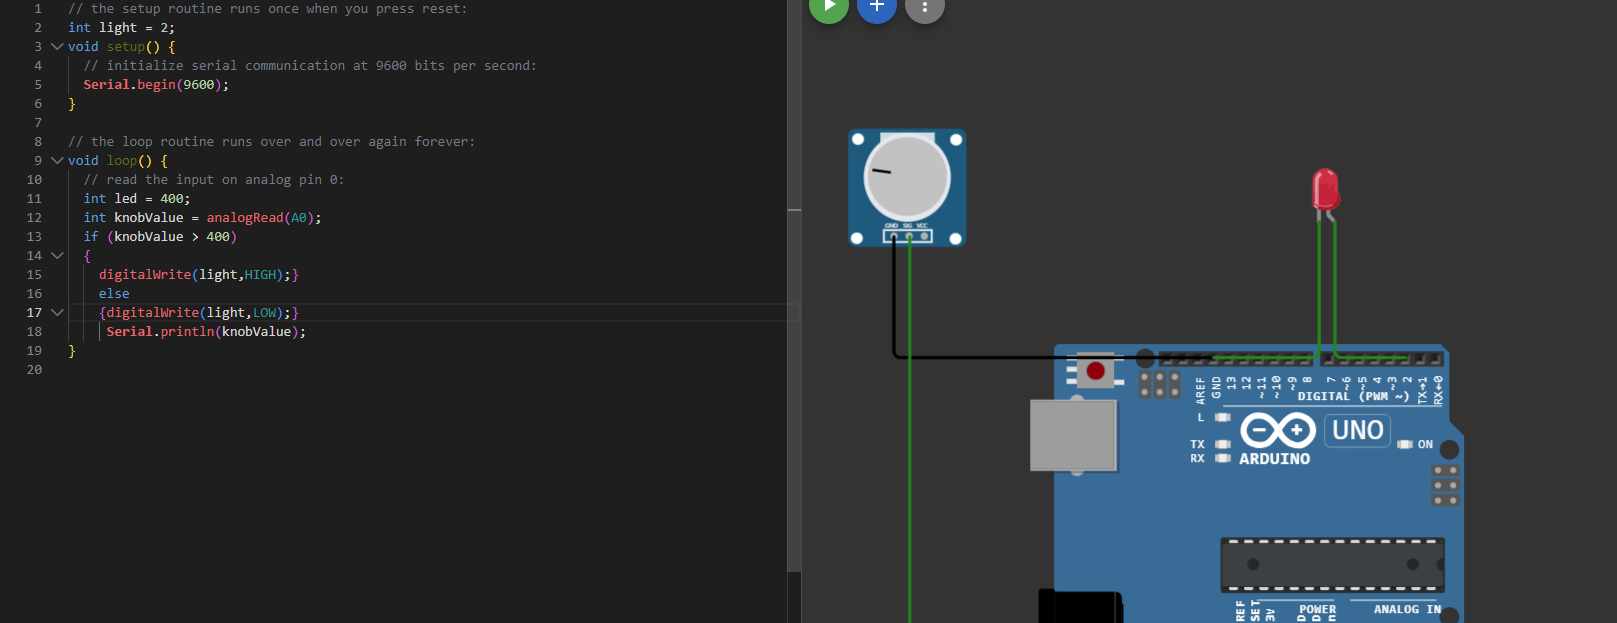 1 // the setup routine runs once when you press reset:
2 int light = 2;
3 void setup() {
4 // initialize serial communication at 9600 bits per second:
5 Serial.begin(9600);
6 }
7
8 // the loop routine runs over and over again forever:
9 void loop() {
10 // read the input on analog pin 0:
11 int led = 400;
12 int knobValue = analogRead(A0);
13 if (knobValue > 400)
14 {
15 digitalWrite(light,HIGH);}
16 else
17 {digitalWrite(light,LOW);}
18 Serial.println(knobValue);
19 }
20
GND SIG VCC
AREF GND 13 12 ~11 ~10 ~9 8 7 ~6 ~5 4 ~3 2 TX→1 RX←0
DIGITAL (PWM ~)
L
TX
RX
UNO
ON
ARDUINO
POWER
ANALOG IN